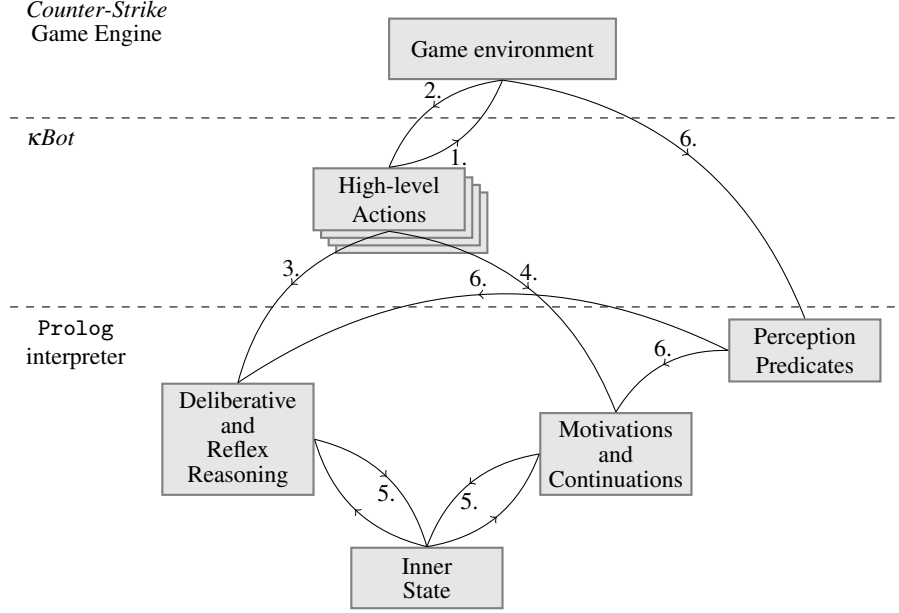 Counter-Strike
Game Engine
Game environment
2.
κBot
6.
1.
High-level
Actions
3.
4.
6.
Prolog
interpreter
Perception
Predicates
6.
Deliberative
and
Reflex
Reasoning
Motivations
and
Continuations
5.
5.
Inner
State